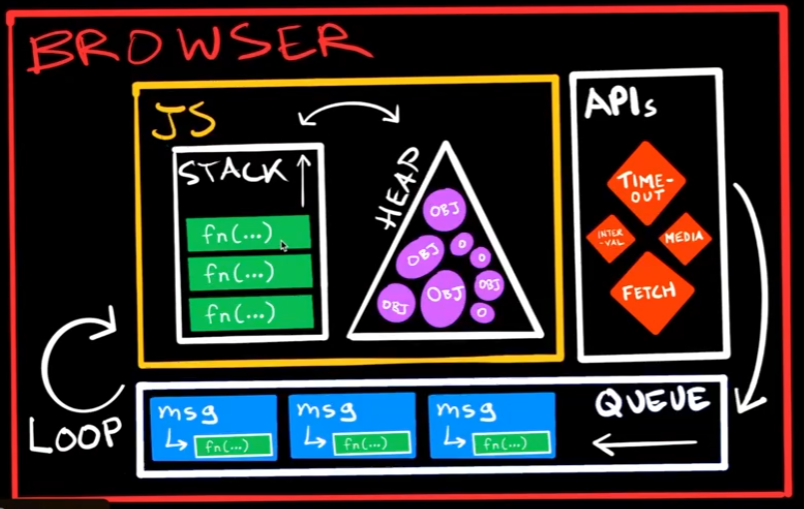 BROWSER
JS
STACK
fn(...)
fn(...)
fn(...)
HEAP
OBJ
OBJ
O
O
OBJ
OBJ
OBJ
O
APIs
TIME-
OUT
INTER
-VAL
MEDIA
FETCH
LOOP
QUEUE
msg
fn(...)
msg
fn(...)
msg
fn(...)